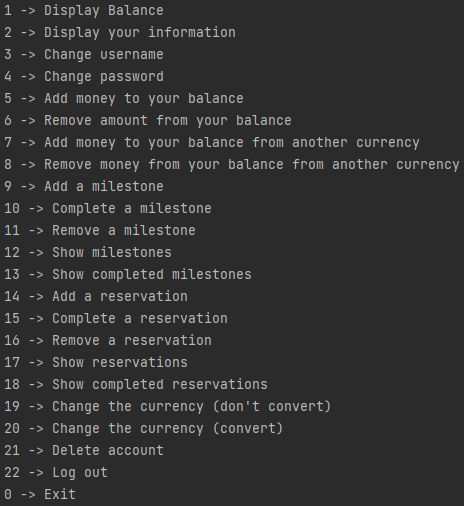 1 -> Display Balance
2 -> Display your information
3 -> Change username
4 -> Change password
5 -> Add money to your balance
6 -> Remove amount from your balance
7 -> Add money to your balance from another currency
8 -> Remove money from your balance from another currency
9 -> Add a milestone
10 -> Complete a milestone
11 -> Remove a milestone
12 -> Show milestones
13 -> Show completed milestones
14 -> Add a reservation
15 -> Complete a reservation
16 -> Remove a reservation
17 -> Show reservations
18 -> Show completed reservations
19 -> Change the currency (don't convert)
20 -> Change the currency (convert)
21 -> Delete account
22 -> Log out
0 -> Exit